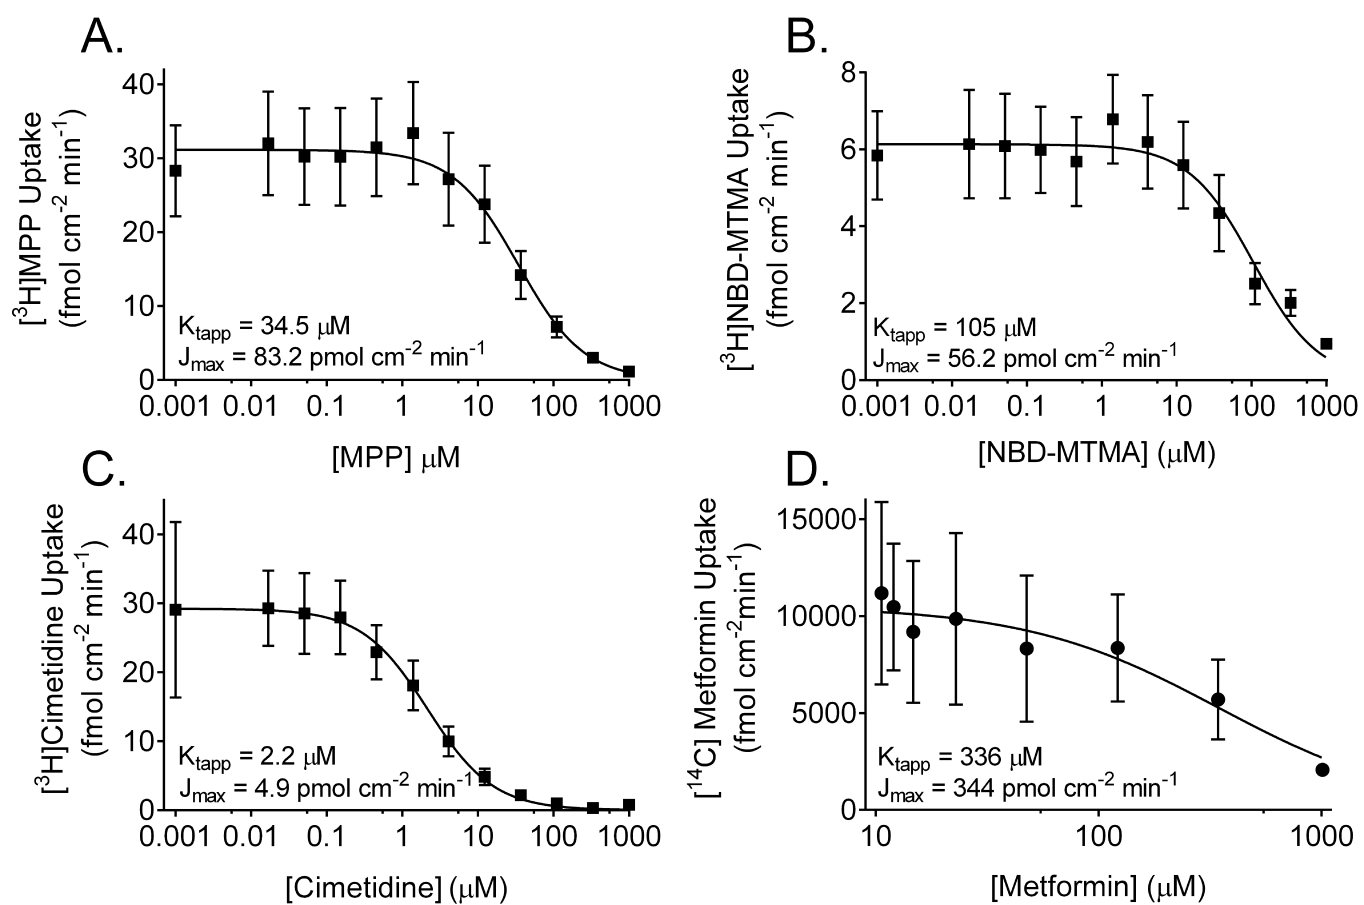 A.
[³H]MPP Uptake
(fmol cm⁻² min⁻¹)
40
30
20
10
0
Ktapp = 34.5 μM
Jmax = 83.2 pmol cm⁻² min⁻¹
0.001 0.01 0.1 1 10 100 1000
[MPP] μM
B.
[³H]NBD-MTMA Uptake
(fmol cm⁻² min⁻¹)
8
6
4
2
0
Ktapp = 105 μM
Jmax = 56.2 pmol cm⁻² min⁻¹
0.001 0.01 0.1 1 10 100 1000
[NBD-MTMA] (μM)
C.
[³H]Cimetidine Uptake
(fmol cm⁻² min⁻¹)
40
30
20
10
0
Ktapp = 2.2 μM
Jmax = 4.9 pmol cm⁻² min⁻¹
0.001 0.01 0.1 1 10 100 1000
[Cimetidine] (μM)
D.
[¹⁴C] Metformin Uptake
(fmol cm⁻²min⁻¹)
15000
10000
5000
0
Ktapp = 336 μM
Jmax = 344 pmol cm⁻² min⁻¹
10 100 1000
[Metformin] (μM)